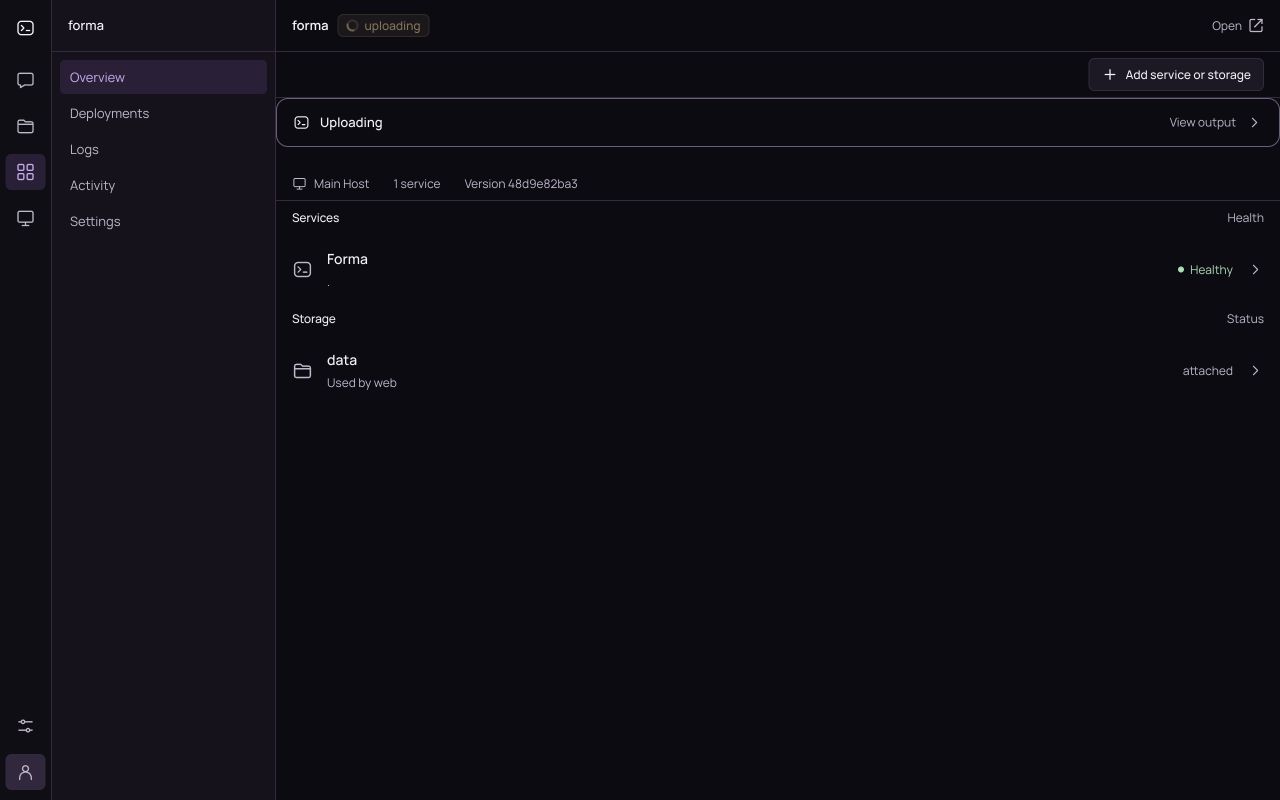 forma
forma
uploading
Open
Overview
Deployments
Logs
Activity
Settings
Add service or storage
Uploading
View output
Main Host
1 service
Version 48d9e82ba3
Services
Health
Forma
.
Healthy
Storage
Status
data
Used by web
attached